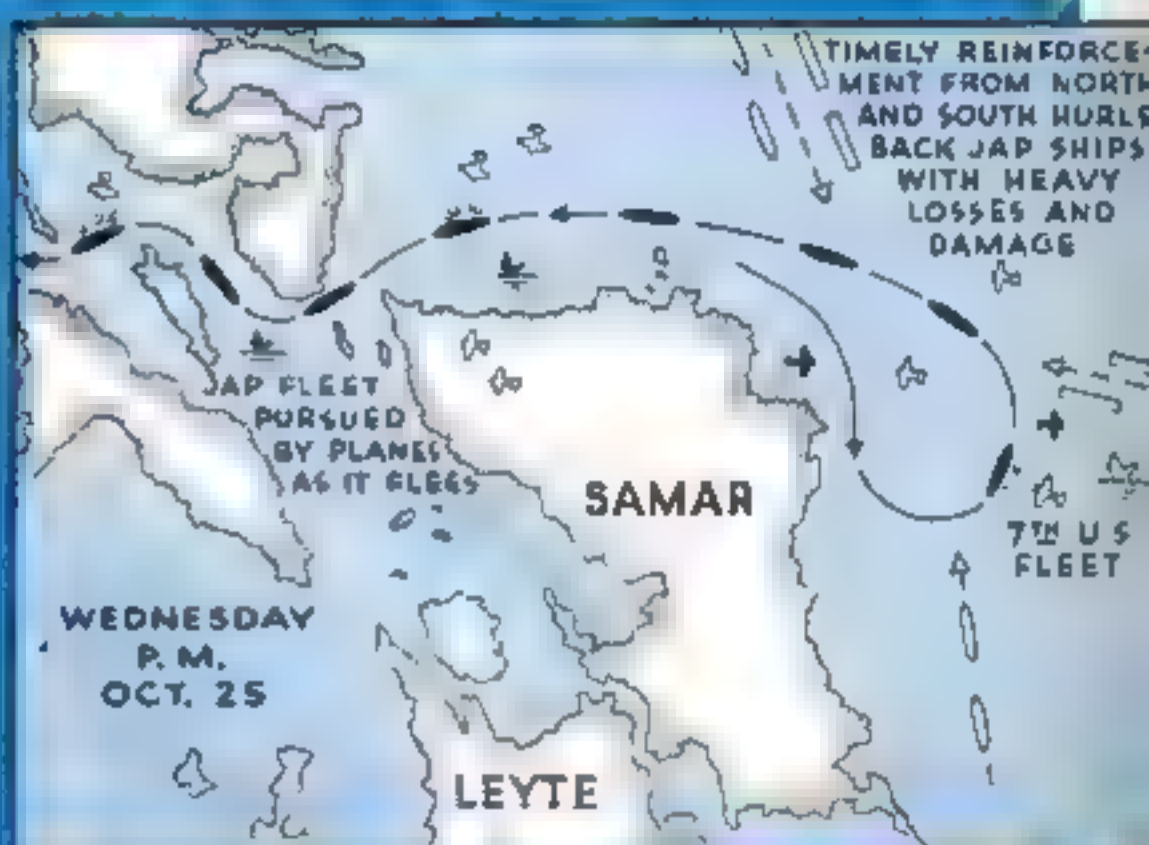 TIMELY REINFORCE-
MENT FROM NORTH
AND SOUTH HURLS
BACK JAP SHIPS
WITH HEAVY
LOSSES AND
DAMAGE
JAP FLEET
PURSUED
BY PLANES
AS IT FLEES
SAMAR
7TH U S
FLEET
WEDNESDAY
P. M.
OCT. 25
LEYTE